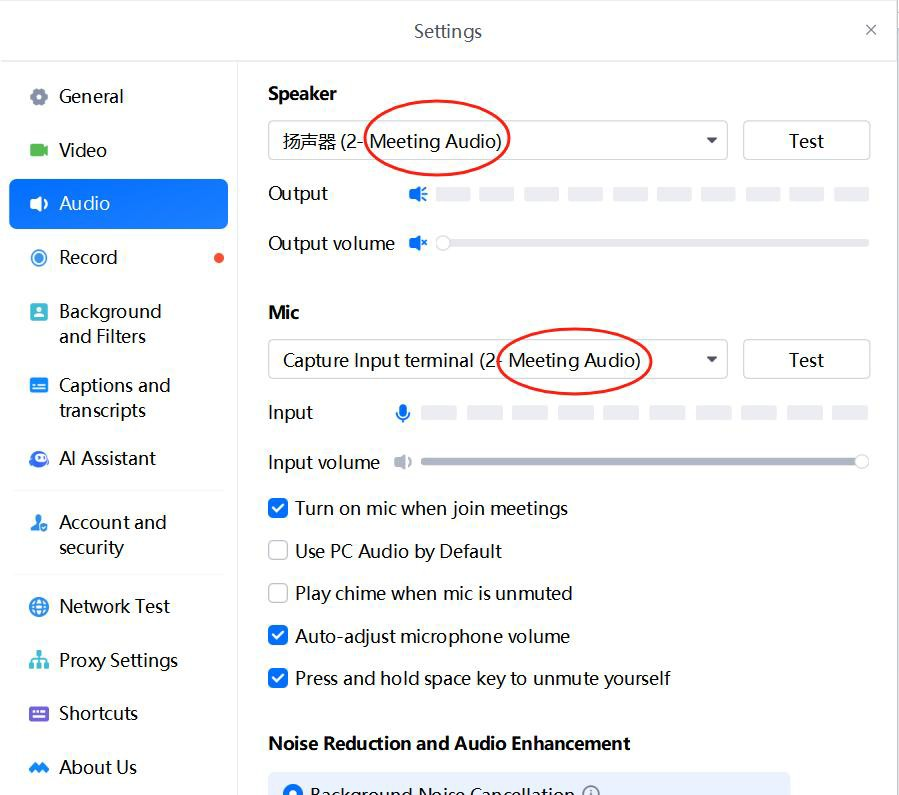 Settings
General
Video
Audio
Record
Background
and Filters
Captions and
transcripts
AI Assistant
Account and
security
Network Test
Proxy Settings
Shortcuts
About Us
Speaker
扬声器 (2- Meeting Audio)
Test
Output
Output volume
Mic
Capture Input terminal (2- Meeting Audio)
Test
Input
Input volume
Turn on mic when join meetings
Use PC Audio by Default
Play chime when mic is unmuted
Auto-adjust microphone volume
Press and hold space key to unmute yourself
Noise Reduction and Audio Enhancement
Background Noise Cancellation